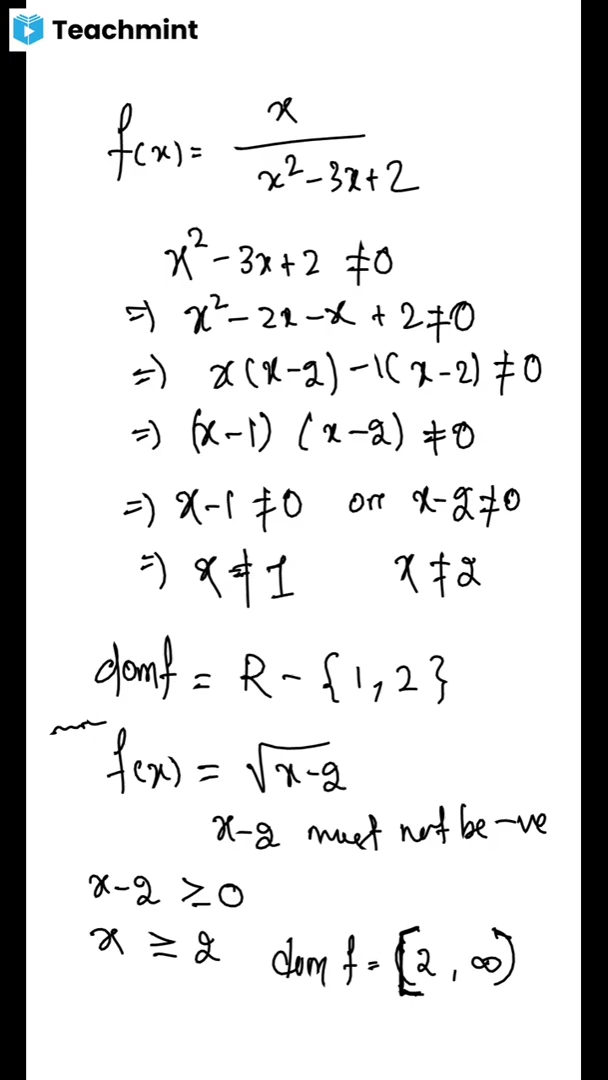 Teachmint
f(x) = x / x² - 3x + 2
x² - 3x + 2 ≠ 0
=) x² - 2x - x + 2 ≠ 0
=) x(x-2) - 1(x-2) ≠ 0
=) (x-1) (x-2) ≠ 0
=) x-1 ≠ 0 or x-2 ≠ 0
=) x ≠ 1 x ≠ 2
domf = R - {1, 2}
f(x) = √x-2
x-2 must not be -ve
x-2 ≥ 0
x ≥ 2 dom f = [2, ∞)